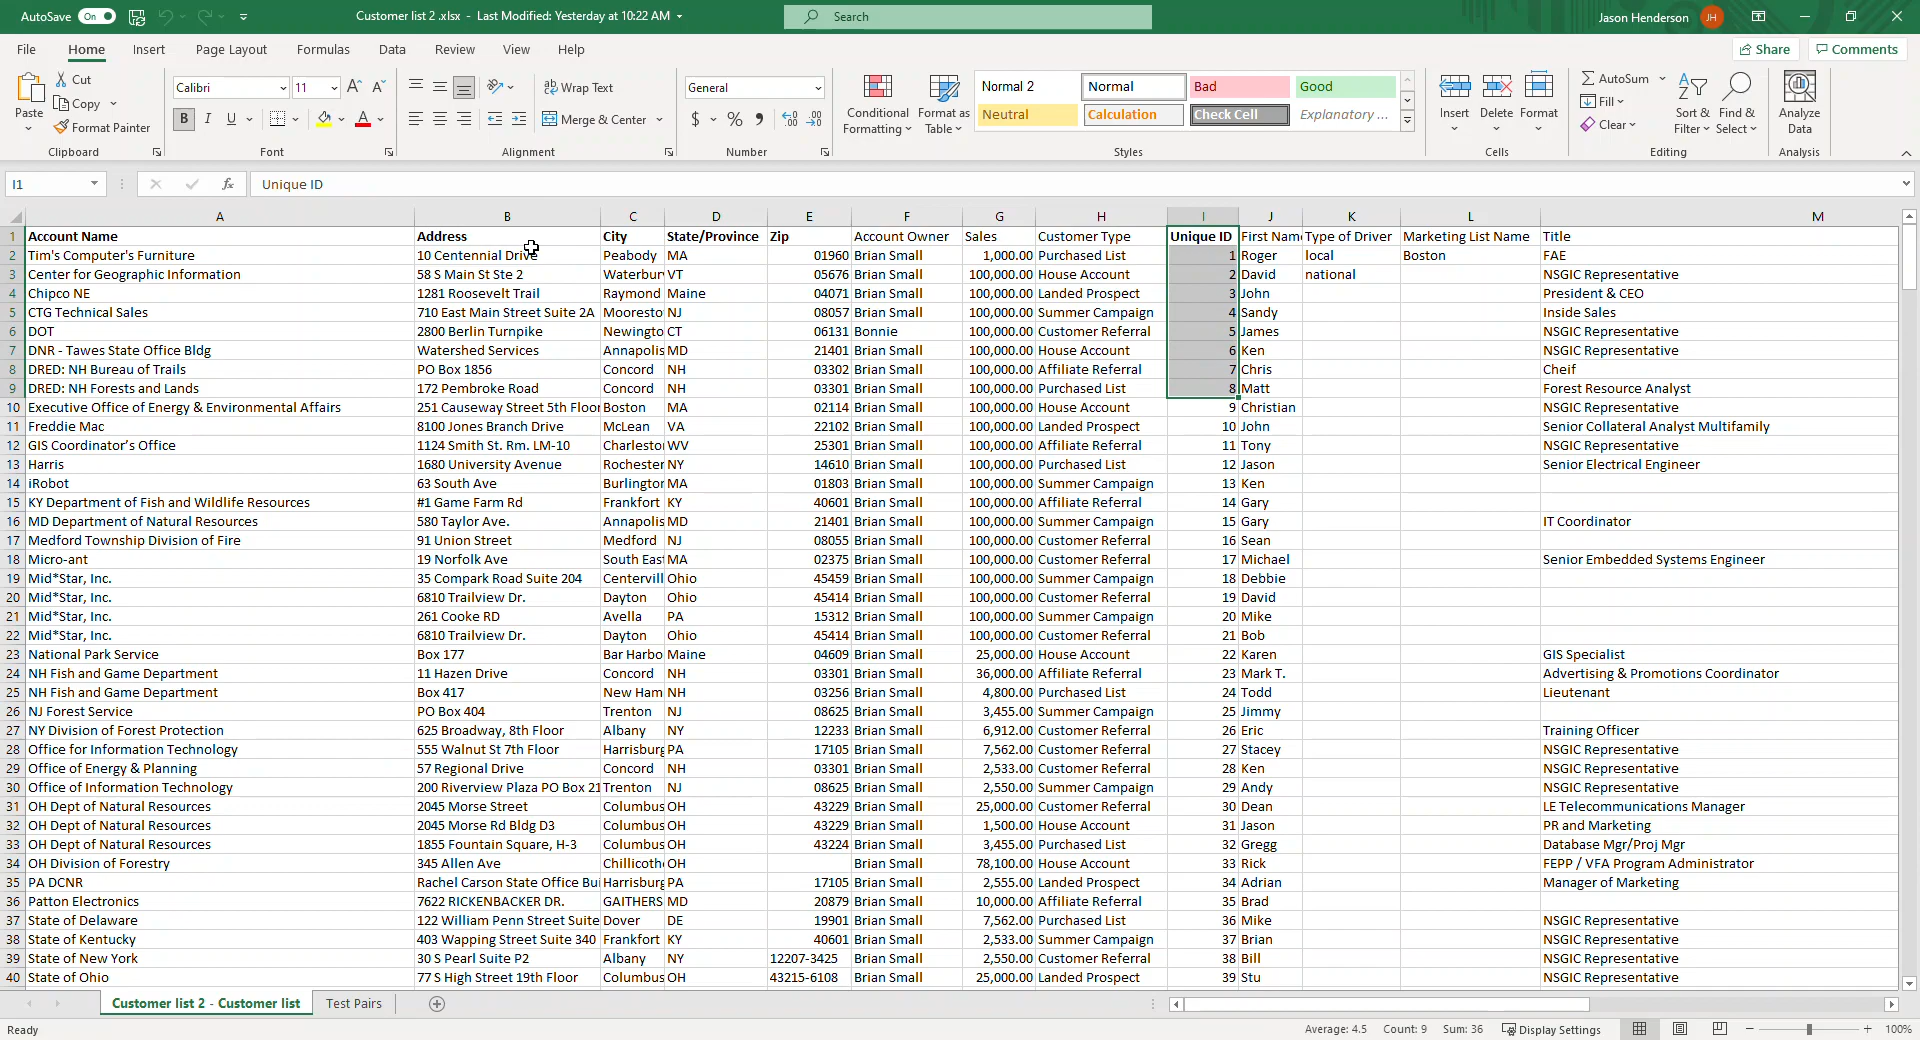 AutoSave On Customer list 2 .xlsx - Last Modified: Yesterday at 10:22 AM Search Jason Henderson JH
File Home Insert Page Layout Formulas Data Review View Help Share Comments
Paste Cut Copy Format Painter Clipboard
Calibri 11 B I U Font
Wrap Text Merge & Center Alignment
General $ % Number
Conditional Formatting Format as Table Normal 2 Normal Bad Good Neutral Calculation Check Cell Explanatory ... Styles
Insert Delete Format Cells
AutoSum Fill Clear Sort & Filter Find & Select Editing
Analyze Data Analysis
I1 fx Unique ID
A B C D E F G H I J K L M
1 Account Name Address City State/Province Zip Account Owner Sales Customer Type Unique ID First Name Type of Driver Marketing List Name Title
2 Tim's Computer's Furniture 10 Centennial Drive Peabody MA 01960 Brian Small 1,000.00 Purchased List 1 Roger local Boston FAE
3 Center for Geographic Information 58 S Main St Ste 2 Waterbury VT 05676 Brian Small 100,000.00 House Account 2 David national NSGIC Representative
4 Chipco NE 1281 Roosevelt Trail Raymond Maine 04071 Brian Small 100,000.00 Landed Prospect 3 John President & CEO
5 CTG Technical Sales 710 East Main Street Suite 2A Mooresto NJ 08057 Brian Small 100,000.00 Summer Campaign 4 Sandy Inside Sales
6 DOT 2800 Berlin Turnpike Newingto CT 06131 Bonnie 100,000.00 Customer Referral 5 James NSGIC Representative
7 DNR - Tawes State Office Bldg Watershed Services Annapolis MD 21401 Brian Small 100,000.00 House Account 6 Ken NSGIC Representative
8 DRED: NH Bureau of Trails PO Box 1856 Concord NH 03302 Brian Small 100,000.00 Affiliate Referral 7 Chris Cheif
9 DRED: NH Forests and Lands 172 Pembroke Road Concord NH 03301 Brian Small 100,000.00 Purchased List 8 Matt Forest Resource Analyst
10 Executive Office of Energy & Environmental Affairs 251 Causeway Street 5th Floor Boston MA 02114 Brian Small 100,000.00 House Account 9 Christian NSGIC Representative
11 Freddie Mac 8100 Jones Branch Drive McLean VA 22102 Brian Small 100,000.00 Landed Prospect 10 John Senior Collateral Analyst Multifamily
12 GIS Coordinator’s Office 1124 Smith St. Rm. LM-10 Charlesto WV 25301 Brian Small 100,000.00 Affiliate Referral 11 Tony NSGIC Representative
13 Harris 1680 University Avenue Rochester NY 14610 Brian Small 100,000.00 Purchased List 12 Jason Senior Electrical Engineer
14 iRobot 63 South Ave Burlington MA 01803 Brian Small 100,000.00 Summer Campaign 13 Ken
15 KY Department of Fish and Wildlife Resources #1 Game Farm Rd Frankfort KY 40601 Brian Small 100,000.00 Affiliate Referral 14 Gary
16 MD Department of Natural Resources 580 Taylor Ave. Annapolis MD 21401 Brian Small 100,000.00 Summer Campaign 15 Gary IT Coordinator
17 Medford Township Division of Fire 91 Union Street Medford NJ 08055 Brian Small 100,000.00 Customer Referral 16 Sean
18 Micro-ant 19 Norfolk Ave South East MA 02375 Brian Small 100,000.00 Customer Referral 17 Michael Senior Embedded Systems Engineer
19 Mid*Star, Inc. 35 Compark Road Suite 204 Centervill Ohio 45459 Brian Small 100,000.00 Summer Campaign 18 Debbie
20 Mid*Star, Inc. 6810 Trailview Dr. Dayton Ohio 45414 Brian Small 100,000.00 Customer Referral 19 David
21 Mid*Star, Inc. 261 Cooke RD Avella PA 15312 Brian Small 100,000.00 Summer Campaign 20 Mike
22 Mid*Star, Inc. 6810 Trailview Dr. Dayton Ohio 45414 Brian Small 100,000.00 Customer Referral 21 Bob
23 National Park Service Box 177 Bar Harbo Maine 04609 Brian Small 25,000.00 House Account 22 Karen GIS Specialist
24 NH Fish and Game Department 11 Hazen Drive Concord NH 03301 Brian Small 36,000.00 Affiliate Referral 23 Mark T. Advertising & Promotions Coordinator
25 NH Fish and Game Department Box 417 New Ham NH 03256 Brian Small 4,800.00 Purchased List 24 Todd Lieutenant
26 NJ Forest Service PO Box 404 Trenton NJ 08625 Brian Small 3,455.00 Summer Campaign 25 Jimmy
27 NY Division of Forest Protection 625 Broadway, 8th Floor Albany NY 12233 Brian Small 6,912.00 Customer Referral 26 Eric Training Officer
28 Office for Information Technology 555 Walnut St 7th Floor Harrisburg PA 17105 Brian Small 7,562.00 Customer Referral 27 Stacey NSGIC Representative
29 Office of Energy & Planning 57 Regional Drive Concord NH 03301 Brian Small 2,533.00 Customer Referral 28 Ken NSGIC Representative
30 Office of Information Technology 200 Riverview Plaza PO Box 21 Trenton NJ 08625 Brian Small 2,550.00 Summer Campaign 29 Andy NSGIC Representative
31 OH Dept of Natural Resources 2045 Morse Street Columbus OH 43229 Brian Small 25,000.00 Customer Referral 30 Dean LE Telecommunications Manager
32 OH Dept of Natural Resources 2045 Morse Rd Bldg D3 Columbus OH 43229 Brian Small 1,500.00 House Account 31 Jason PR and Marketing
33 OH Dept of Natural Resources 1855 Fountain Square, H-3 Columbus OH 43224 Brian Small 3,455.00 Purchased List 32 Gregg Database Mgr/Proj Mgr
34 OH Division of Forestry 345 Allen Ave Chillicoth OH Brian Small 78,100.00 House Account 33 Rick FEPP / VFA Program Administrator
35 PA DCNR Rachel Carson State Office Bui Harrisburg PA 17105 Brian Small 2,555.00 Landed Prospect 34 Adrian Manager of Marketing
36 Patton Electronics 7622 RICKENBACKER DR. GAITHERS MD 20879 Brian Small 10,000.00 Affiliate Referral 35 Brad
37 State of Delaware 122 William Penn Street Suite Dover DE 19901 Brian Small 7,562.00 Purchased List 36 Mike NSGIC Representative
38 State of Kentucky 403 Wapping Street Suite 340 Frankfort KY 40601 Brian Small 2,533.00 Summer Campaign 37 Brian NSGIC Representative
39 State of New York 30 S Pearl Suite P2 Albany NY 12207-3425 Brian Small 2,550.00 Customer Referral 38 Bill NSGIC Representative
40 State of Ohio 77 S High Street 19th Floor Columbus OH 43215-6108 Brian Small 25,000.00 Landed Prospect 39 Stu NSGIC Representative
Customer list 2 - Customer list Test Pairs
Ready Average: 4.5 Count: 9 Sum: 36 Display Settings 100%